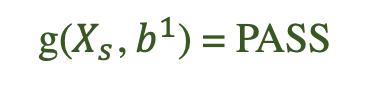 g(Xₛ, b¹) = PASS